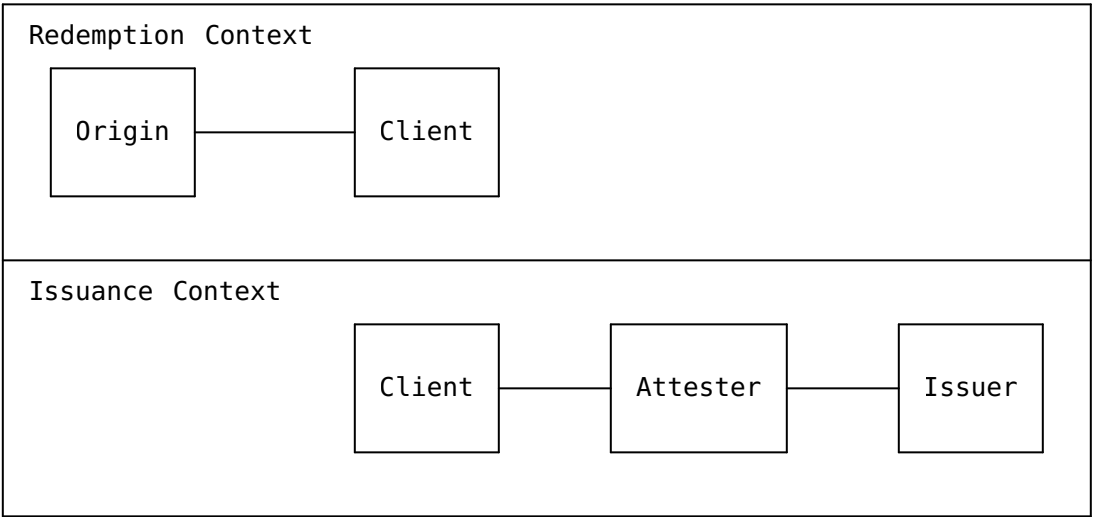 Redemption Context
Origin Client
Issuance Context
Client Attester Issuer